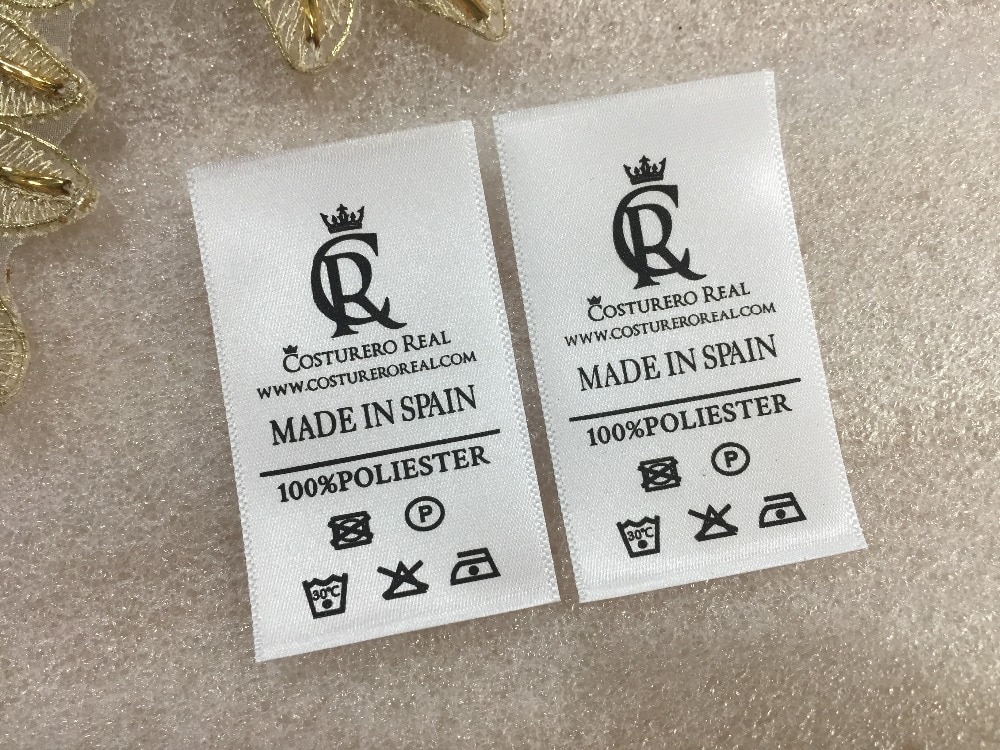 CR
COSTURERO REAL
WWW.COSTUREROREAL.COM
MADE IN SPAIN
100%POLIESTER
P
30°C
CR
COSTURERO REAL
WWW.COSTUREROREAL.COM
MADE IN SPAIN
100%POLIESTER
P
30°C